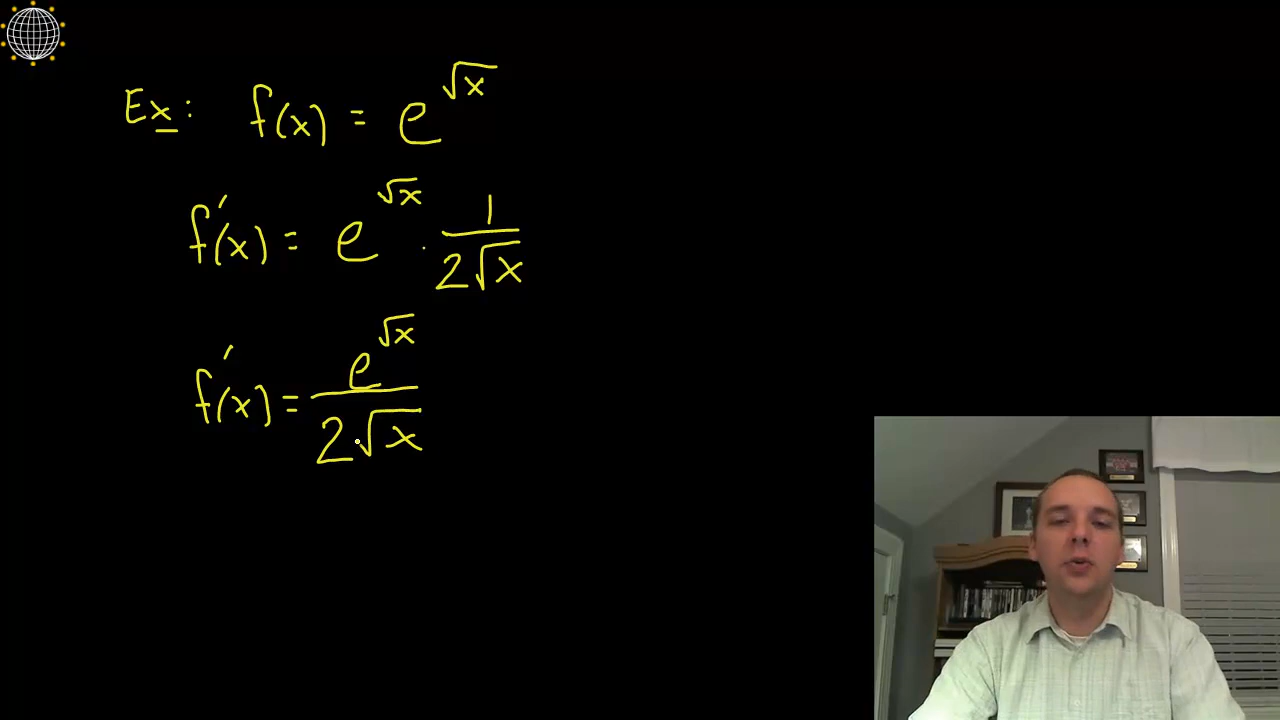 Ex: f(x) = e^√x
f'(x) = e^√x · 1/(2√x)
f'(x) = e^√x/(2√x)